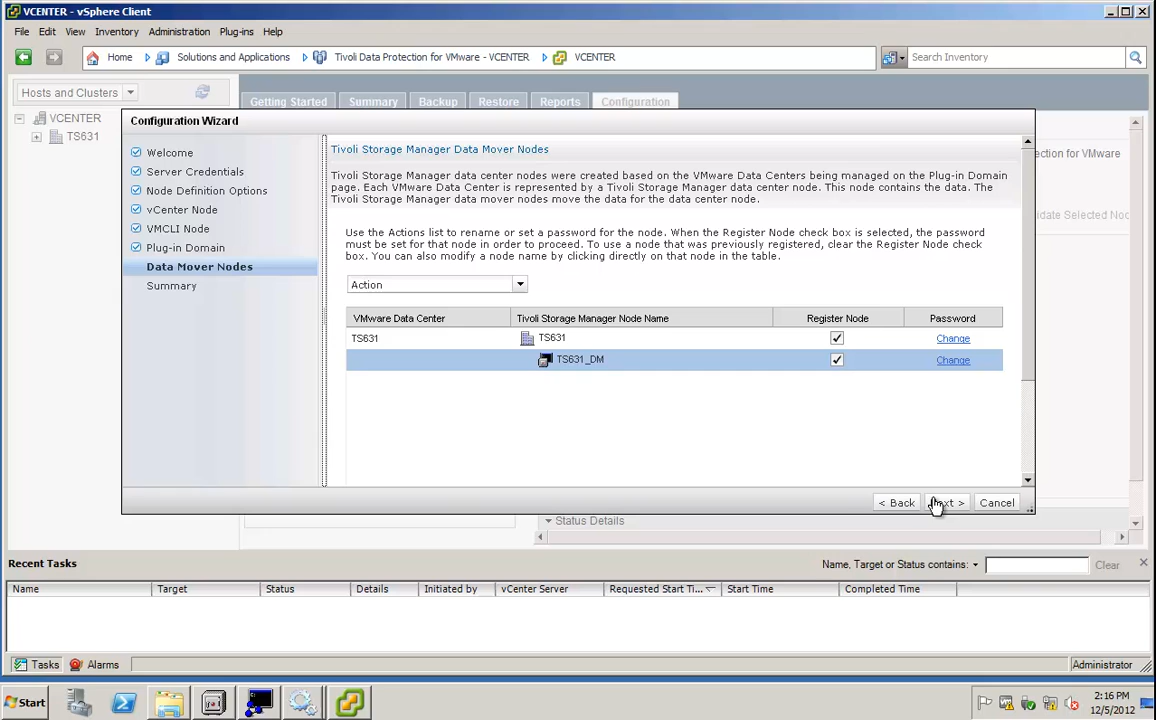 VCENTER - vSphere Client
File Edit View Inventory Administration Plug-ins Help
Home Solutions and Applications Tivoli Data Protection for VMware - VCENTER VCENTER
Search Inventory
Hosts and Clusters
Getting Started Summary Backup Restore Reports Configuration
VCENTER
TS631
Configuration Wizard
Welcome
Server Credentials
Node Definition Options
vCenter Node
VMCLI Node
Plug-in Domain
Data Mover Nodes
Summary
Tivoli Storage Manager Data Mover Nodes
Tivoli Storage Manager data center nodes were created based on the VMware Data Centers being managed on the Plug-in Domain
page. Each VMware Data Center is represented by a Tivoli Storage Manager data center node. This node contains the data. The
Tivoli Storage Manager data mover nodes move the data for the data center node.
Use the Actions list to rename or set a password for the node. When the Register Node check box is selected, the password
must be set for that node in order to proceed. To use a node that was previously registered, clear the Register Node check
box. You can also modify a node name by clicking directly on that node in the table.
Action
VMware Data Center Tivoli Storage Manager Node Name Register Node Password
TS631 TS631 Change
TS631_DM Change
< Back >
Cancel
ection for VMware
idate Selected Nod
Status Details
Recent Tasks
Name, Target or Status contains:
Clear
Name Target Status Details Initiated by vCenter Server Requested Start Ti... Start Time Completed Time
Tasks Alarms
Administrator
Start
2:16 PM
12/5/2012